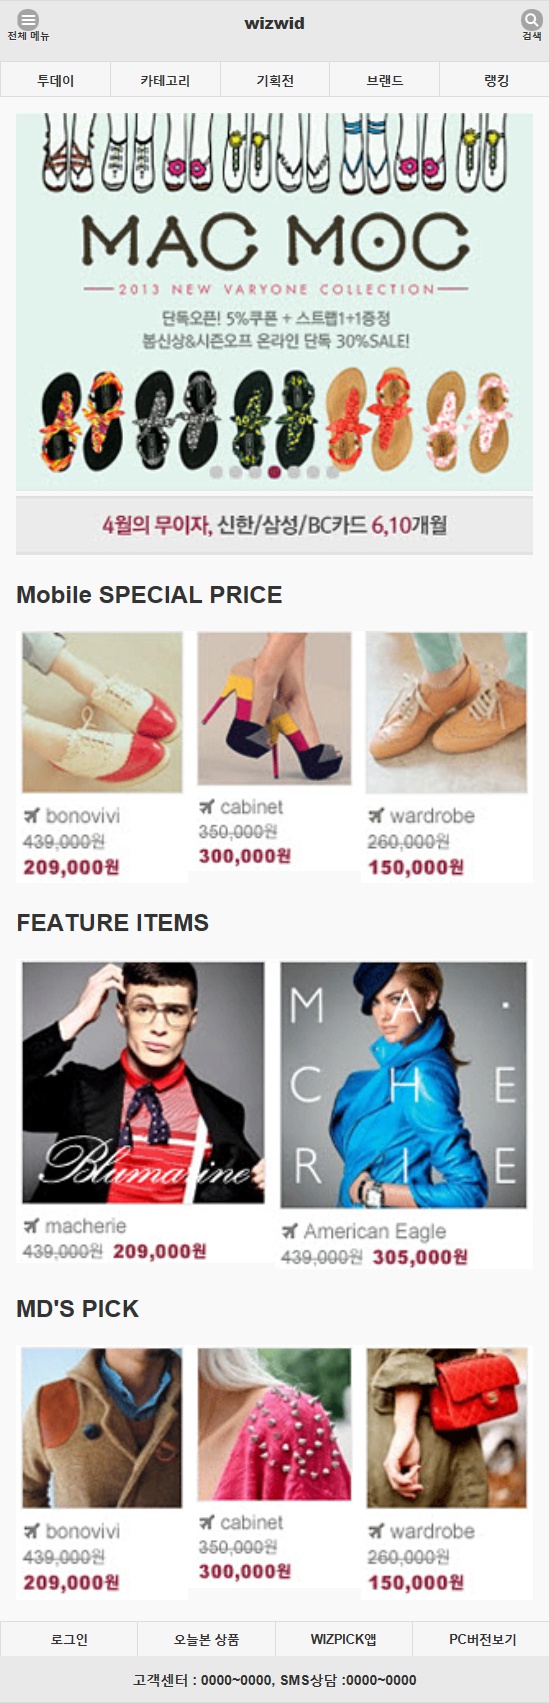 wizwid
전체 메뉴
검색
투데이 카테고리 기획전 브랜드 랭킹
MAC MOC
2013 NEW VARYONE COLLECTION
단독오픈! 5%쿠폰 + 스트랩1+1증정
봄신상&시즌오프 온라인 단독 30%SALE!
4월의 무이자, 신한/삼성/BC카드 6,10개월
Mobile SPECIAL PRICE
bonovivi
439,000원
209,000원
cabinet
350,000원
300,000원
wardrobe
260,000원
150,000원
FEATURE ITEMS
Blumarine
macherie
439,000원 209,000원
MA·
CHE
RIE
American Eagle
439,000원 305,000원
MD'S PICK
bonovivi
439,000원
209,000원
cabinet
350,000원
300,000원
wardrobe
260,000원
150,000원
로그인 오늘본 상품 WIZPICK앱 PC버전보기
고객센터 : 0000~0000, SMS상담 :0000~0000